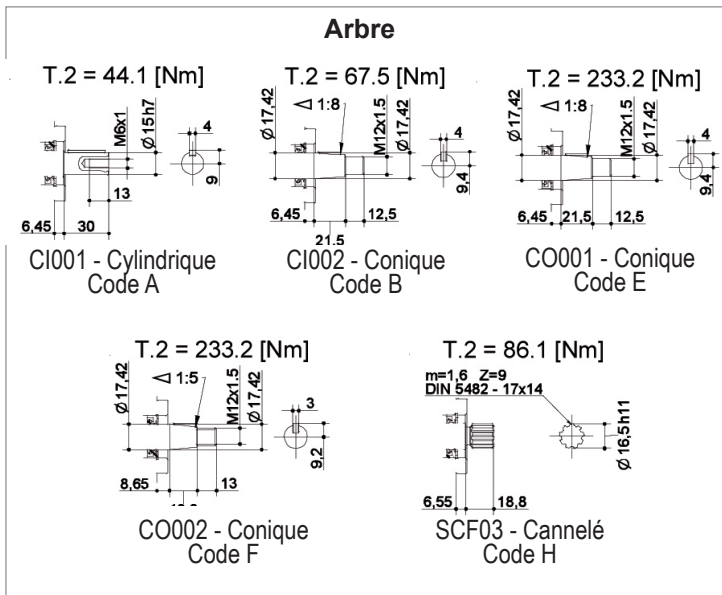 Arbre
T.2 = 44.1 [Nm]
M6x1
Ø 15 h7
4
9
13
6,45
30
CI001 - Cylindrique
Code A
T.2 = 67.5 [Nm]
Ø 17,42
1:8
M12x1.5
Ø 17,42
4
9,4
6,45
12,5
21,5
CI002 - Conique
Code B
T.2 = 233.2 [Nm]
Ø 17,42
1:8
M12x1.5
Ø 17,42
4
9,4
6,45
21,5
12,5
CO001 - Conique
Code E
T.2 = 233.2 [Nm]
Ø 17,42
1:5
M12x1.5
Ø 17,42
3
9,2
8,65
13
CO002 - Conique
Code F
T.2 = 86.1 [Nm]
m=1,6 Z=9
DIN 5482 - 17x14
Ø 16,5 h11
6,55
18,8
SCF03 - Cannelé
Code H